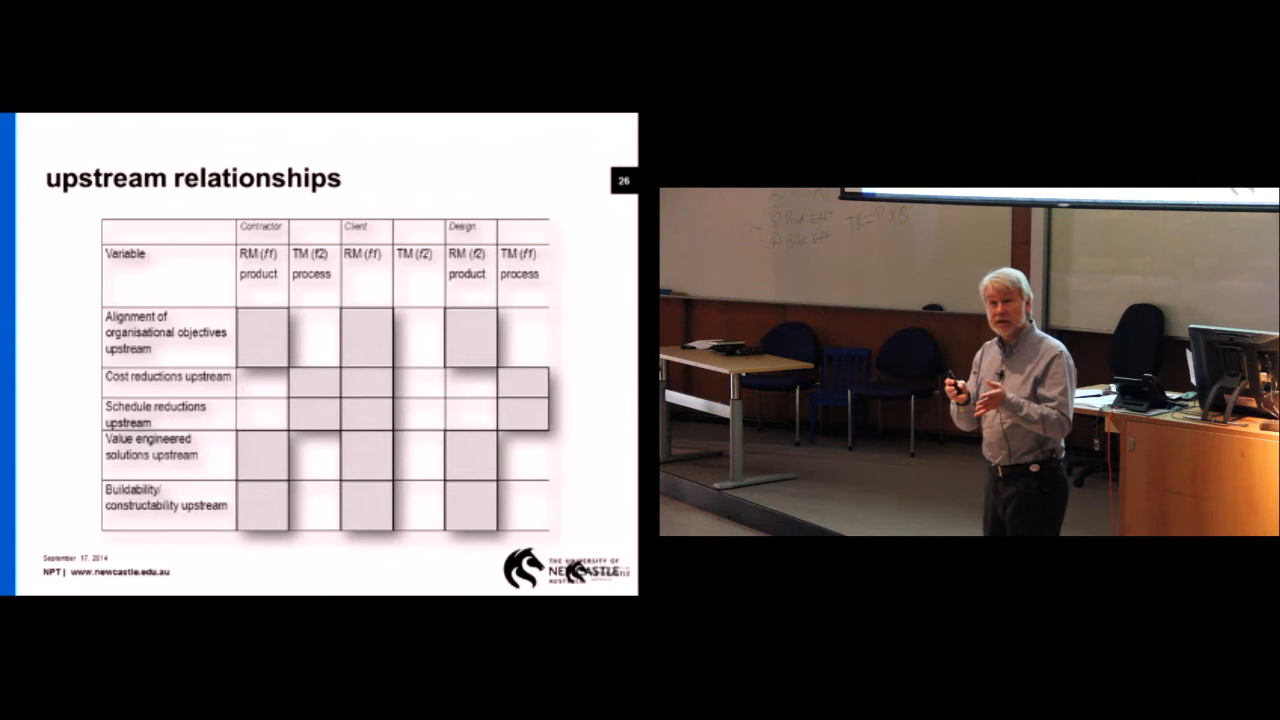 upstream relationships
26
Contractor Client Design
Variable RM (f1) TM (f2) RM (f1) TM (f2) RM (f2) TM (f1)
product process product process
Alignment of
organisational objectives
upstream
Cost reductions upstream
Schedule reductions
upstream
Value engineered
solutions upstream
Buildability/
constructability upstream
September 17, 2014
NPT | www.newcastle.edu.au
THE UNIVERSITY OF
NEWCASTLE
AUSTRALIA
TR = P x Q